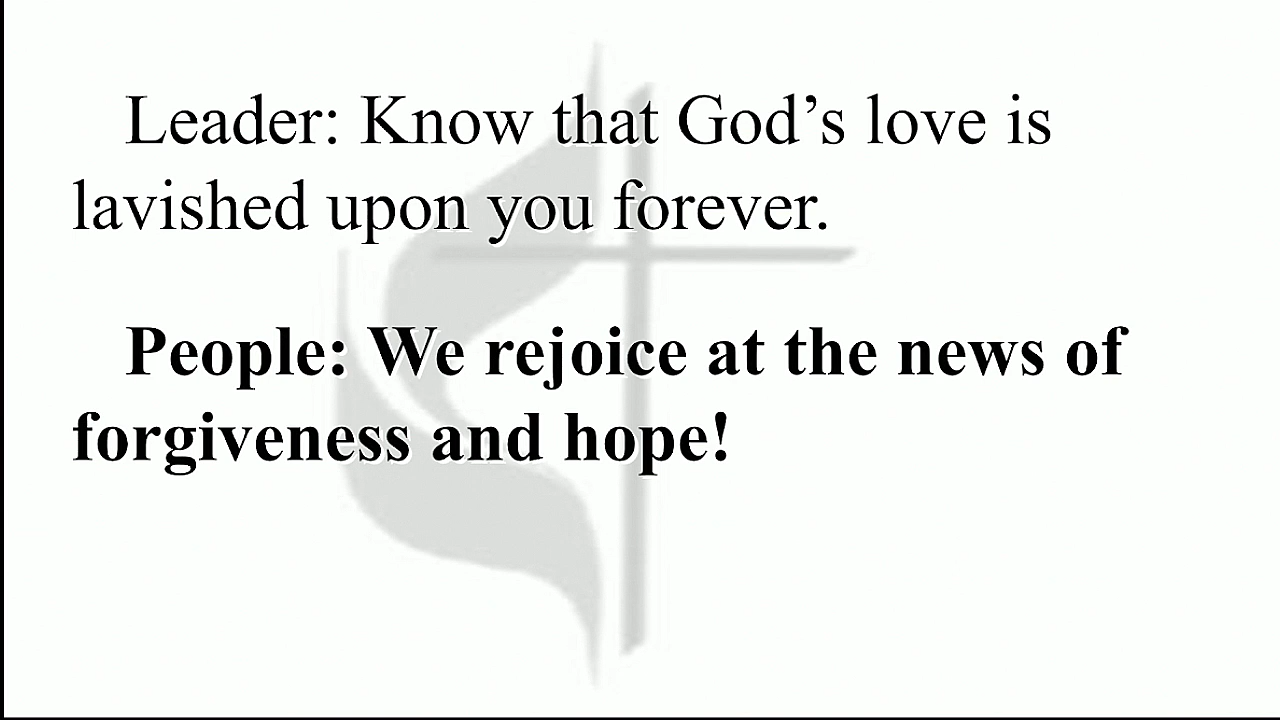 Leader: Know that God’s love is
lavished upon you forever.
People: We rejoice at the news of
forgiveness and hope!